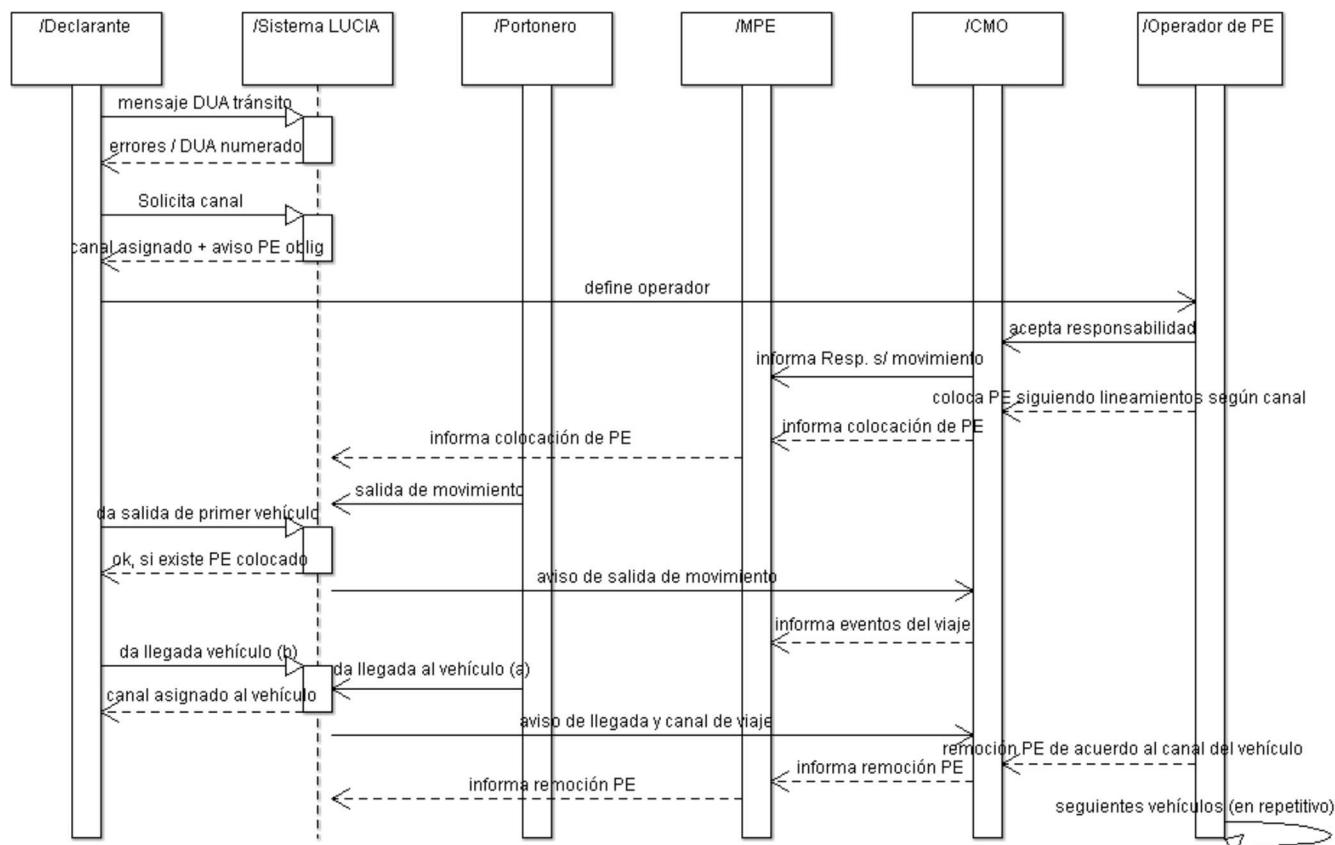 /Declarante
/Sistema LUCIA
/Portonero
/MPE
/CMO
/Operador de PE
mensaje DUA tránsito
errores / DUA numerado
Solicita canal
canal asignado + aviso PE oblig
define operador
acepta responsabilidad
informa Resp. s/ movimiento
coloca PE siguiendo lineamientos según canal
informa colocación de PE
informa colocación de PE
salida de movimiento
da salida de primer vehículo
ok, si existe PE colocado
aviso de salida de movimiento
informa eventos del viaje
da llegada vehículo (b)
da llegada al vehículo (a)
canal asignado al vehículo
aviso de llegada y canal de viaje
remoción PE de acuerdo al canal del vehículo
informa remoción PE
informa remoción PE
seguientes vehículos (en repetitivo)